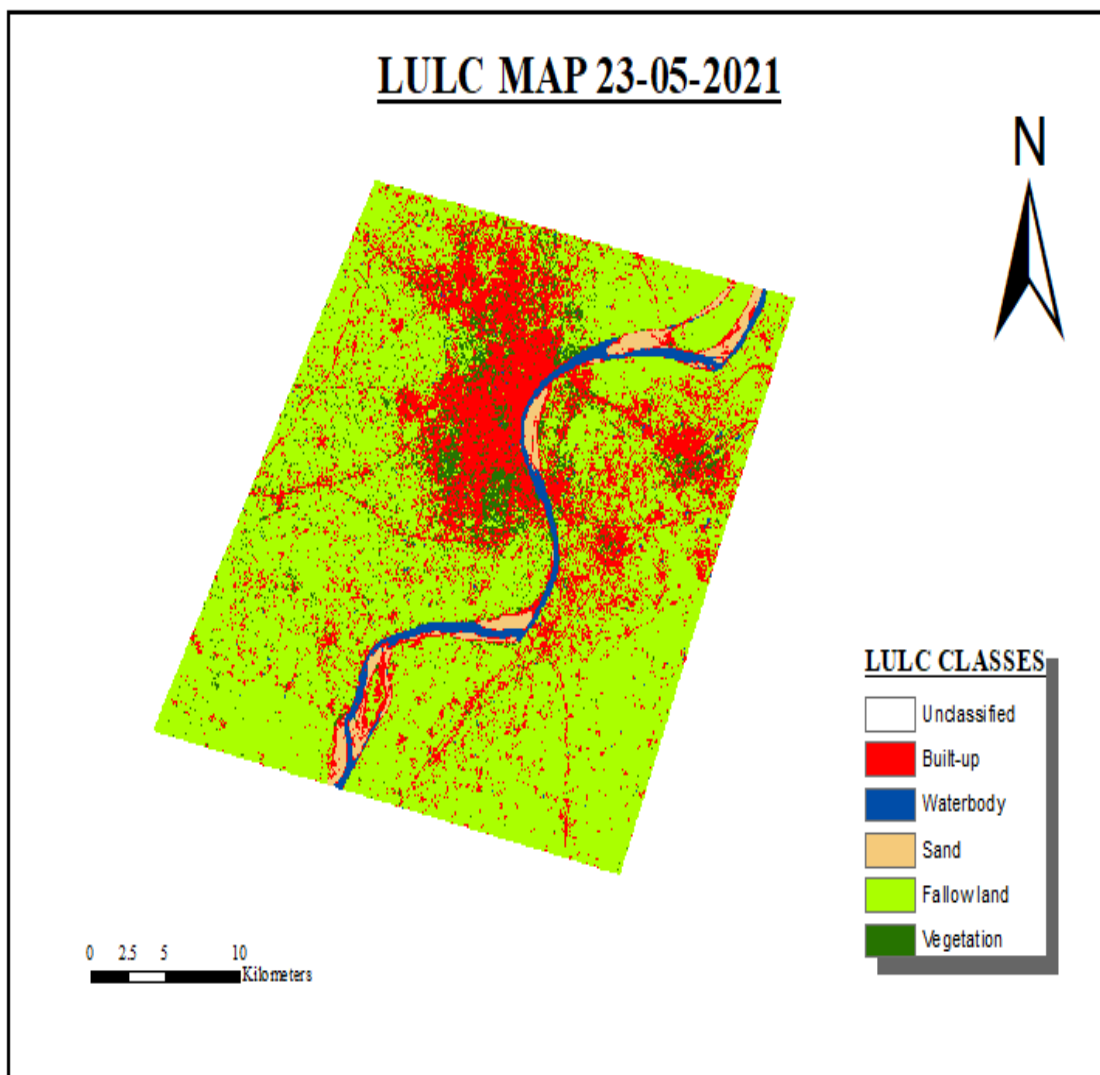 LULC MAP 23-05-2021
N
LULC CLASSES
Unclassified
Built-up
Waterbody
Sand
Fallow land
Vegetation
0 2.5 5 10
Kilometers